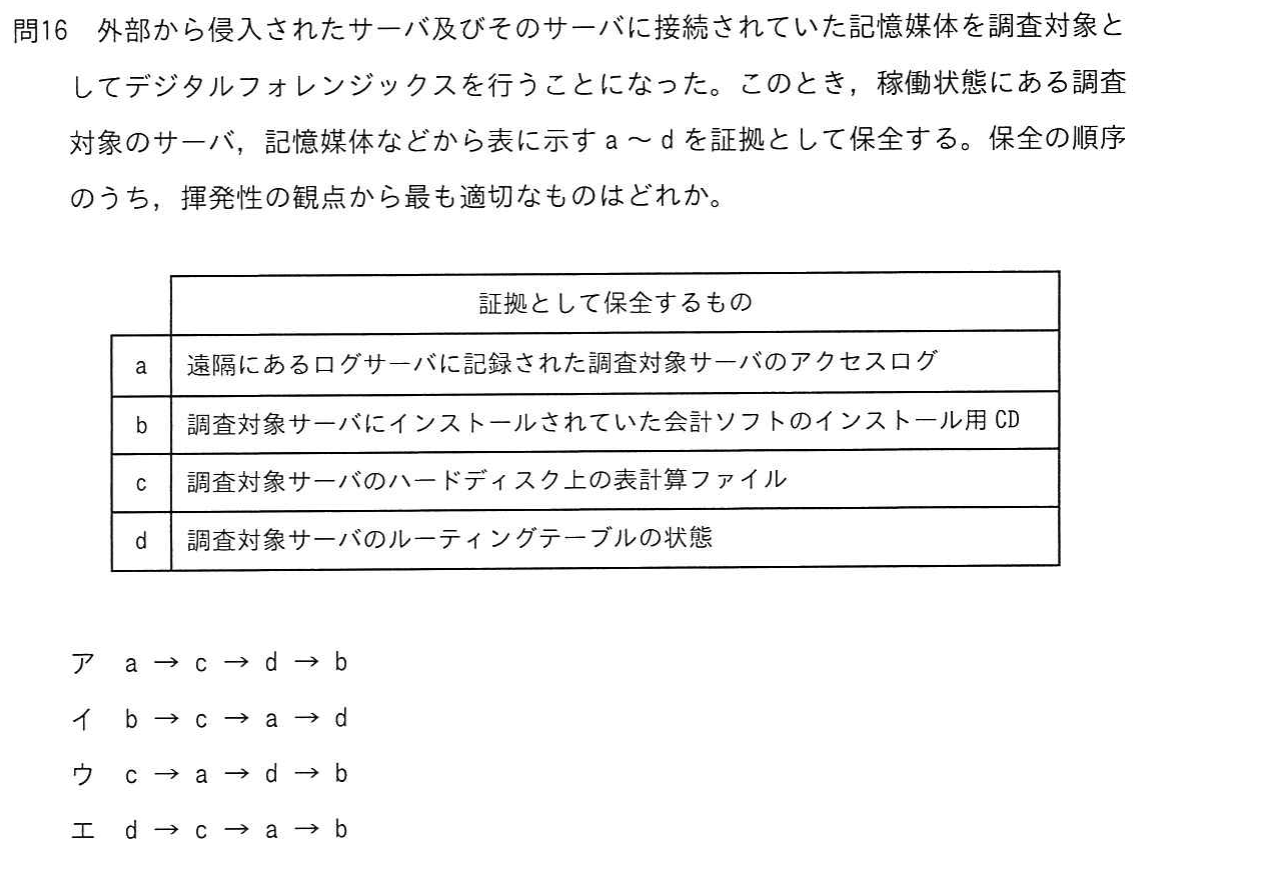 問16 外部から侵入されたサーバ及びそのサーバに接続されていた記憶媒体を調査対象と
してデジタルフォレンジックスを行うことになった。このとき，稼働状態にある調査
対象のサーバ，記憶媒体などから表に示す a ～ d を証拠として保全する。保全の順序
のうち，揮発性の観点から最も適切なものはどれか。
証拠として保全するもの
a 遠隔にあるログサーバに記録された調査対象サーバのアクセスログ
b 調査対象サーバにインストールされていた会計ソフトのインストール用 CD
c 調査対象サーバのハードディスク上の表計算ファイル
d 調査対象サーバのルーティングテーブルの状態
ア a → c → d → b
イ b → c → a → d
ウ c → a → d → b
エ d → c → a → b